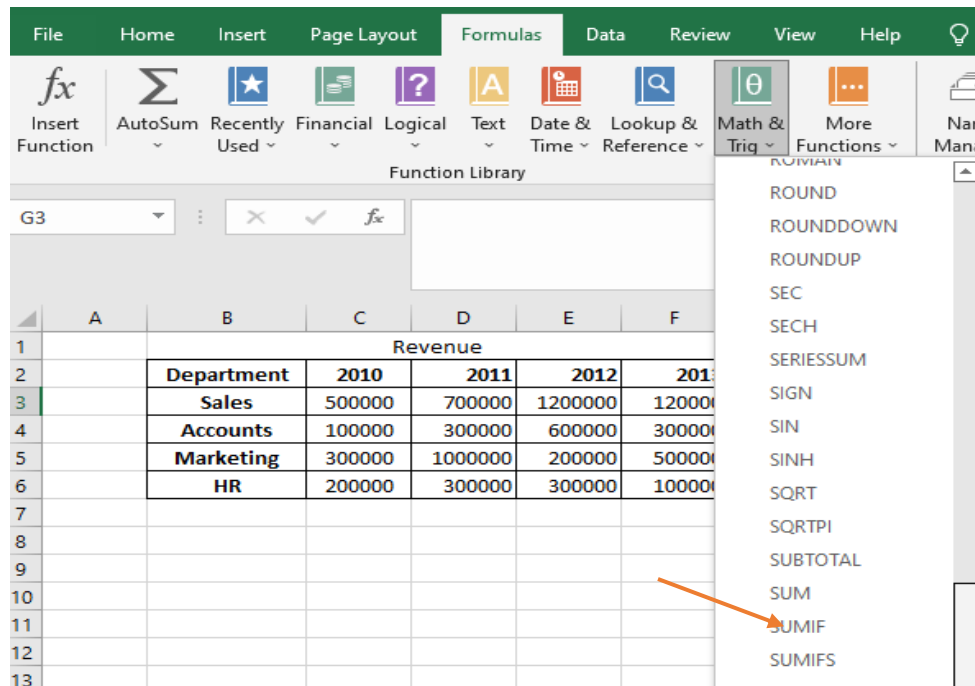 File Home Insert Page Layout Formulas Data Review View Help
fx
Insert Function
AutoSum
Recently Used
Financial
Logical
Text
Date & Time
Lookup & Reference
Math & Trig
More Functions
Function Library
G3
fx
A B C D E F
1 Revenue
2 Department 2010 2011 2012
3 Sales 500000 700000 1200000
4 Accounts 100000 300000 600000
5 Marketing 300000 1000000 200000
6 HR 200000 300000 300000
7
8
9
10
11
12
13
ROMAN
ROUND
ROUNDDOWN
ROUNDUP
SEC
SECH
SERIESSUM
SIGN
SIN
SINH
SQRT
SQRTPI
SUBTOTAL
SUM
SUMIF
SUMIFS